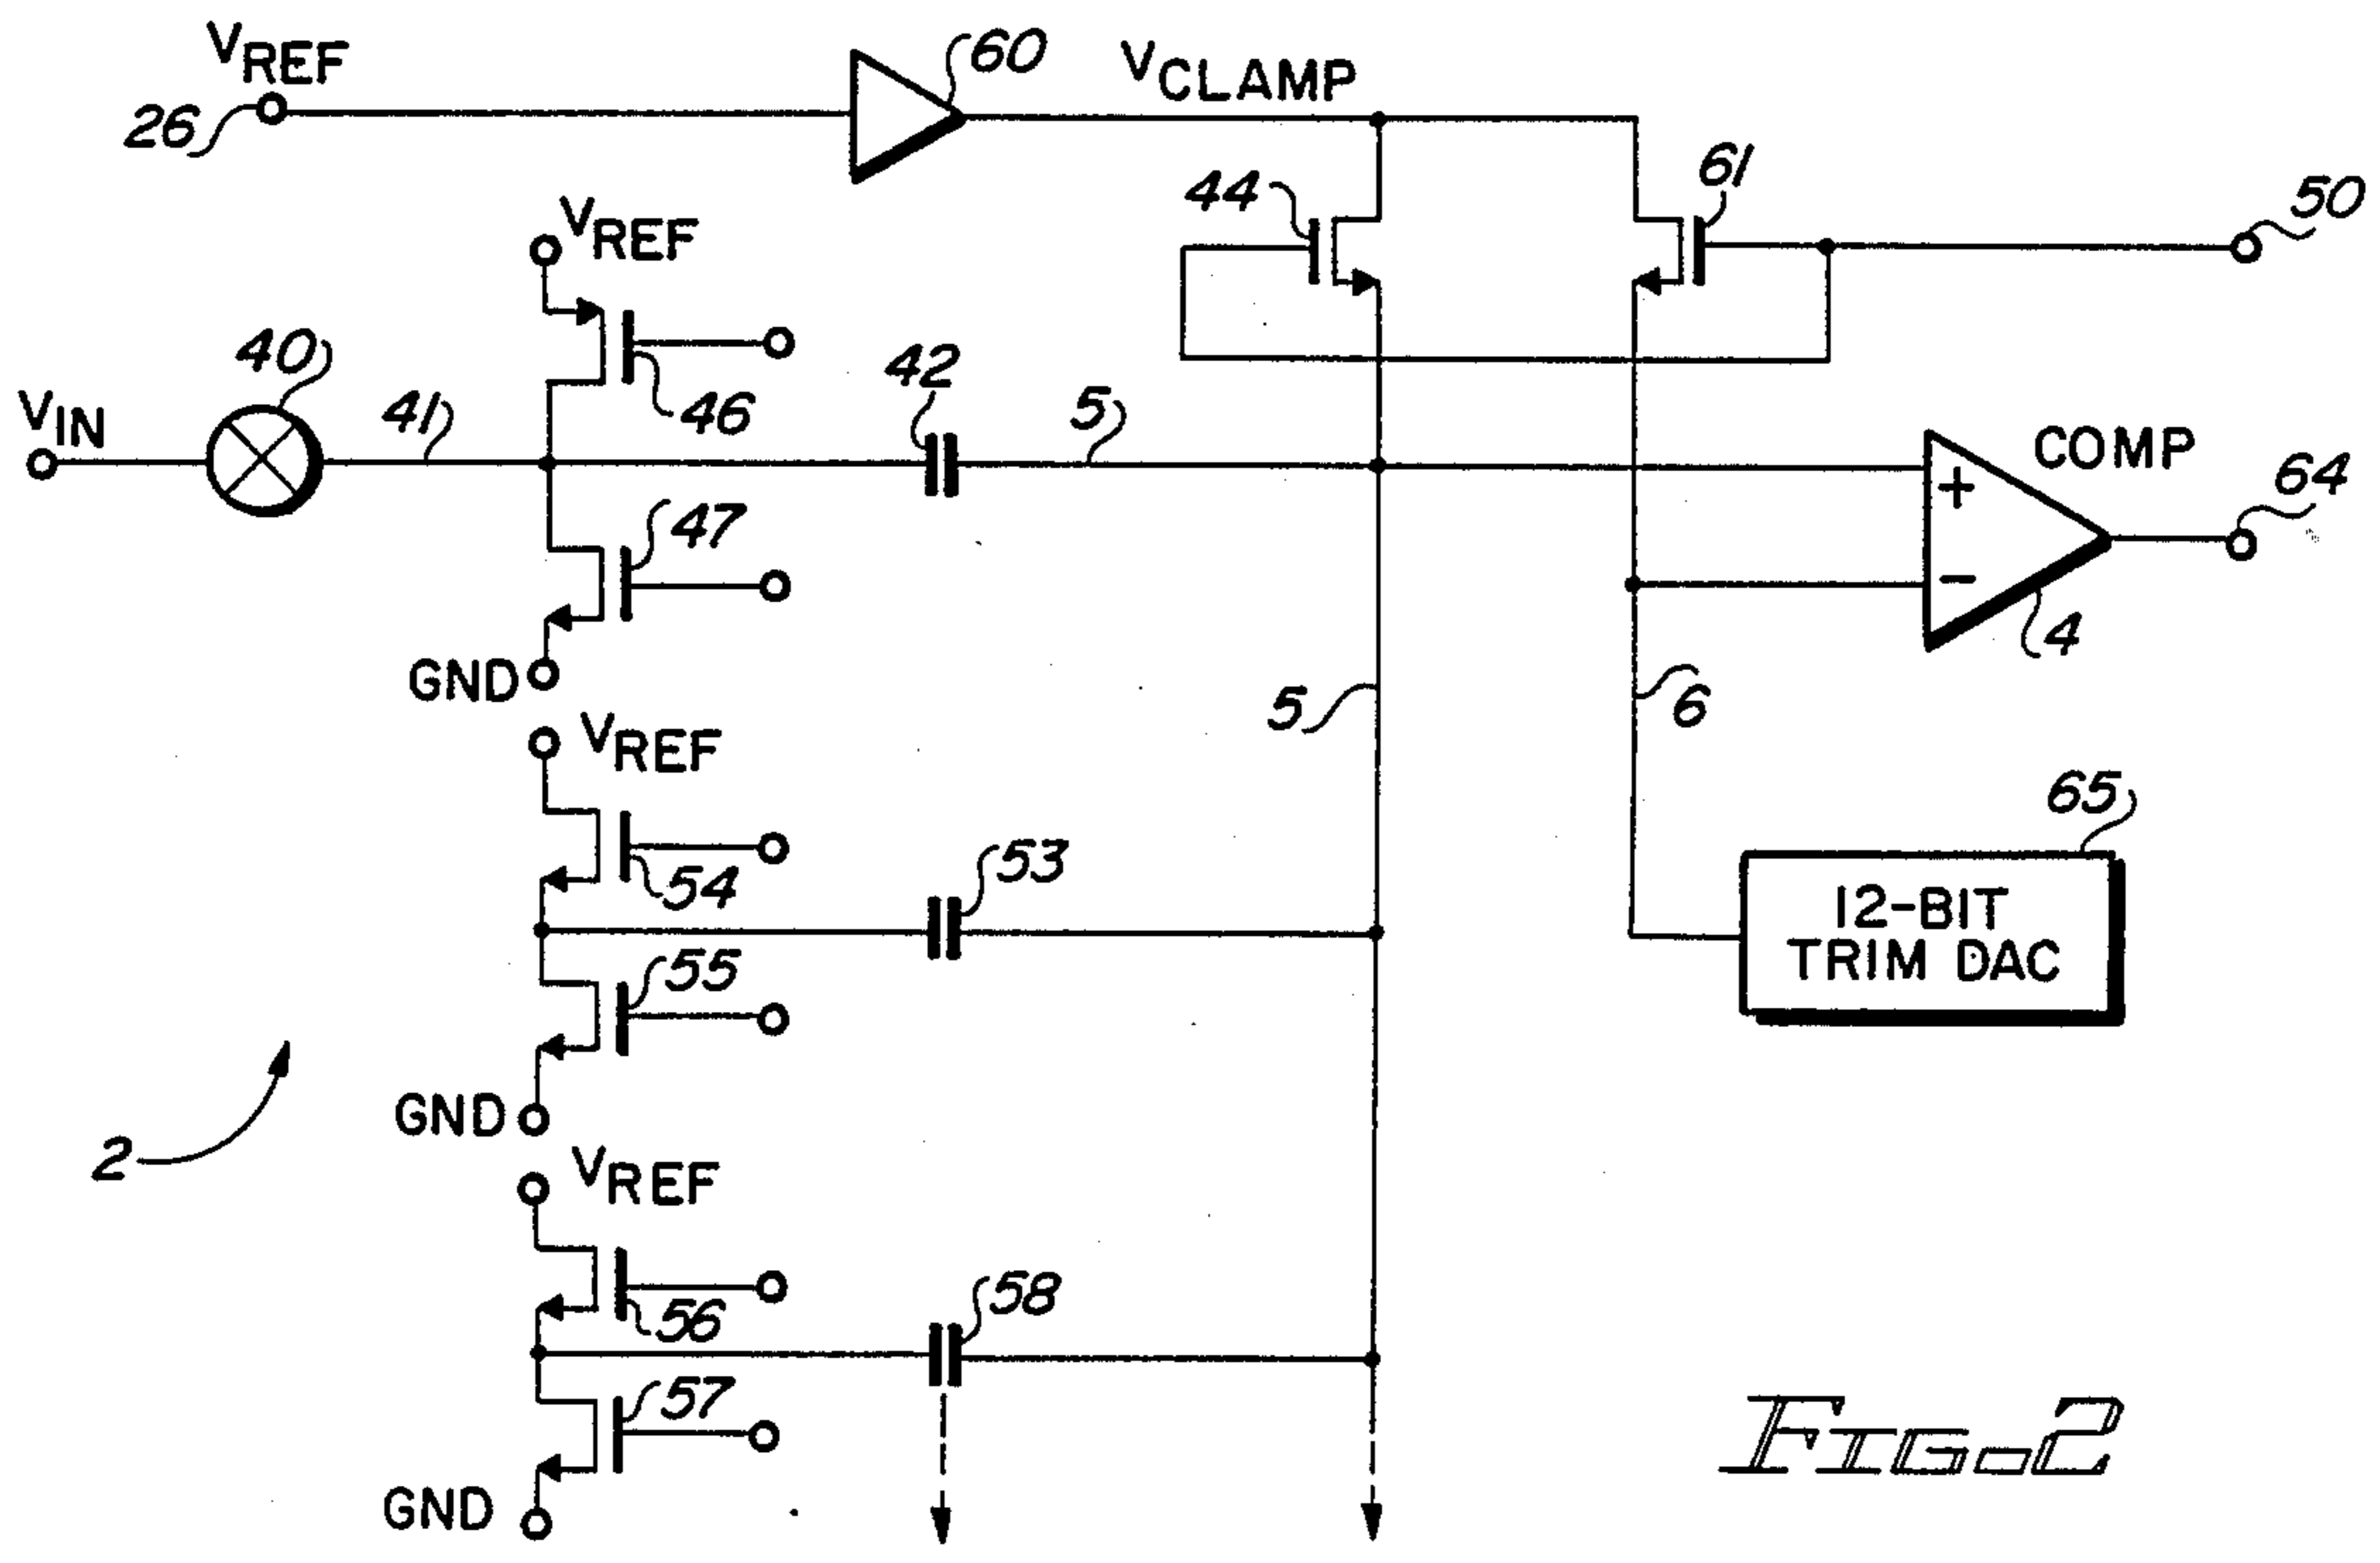 VREF
26
60
VCLAMP
44
61
50
VREF
46
VIN
40
41
42
5
COMP
+
−
64
4
47
GND
5
6
VREF
54
53
65
12-BIT
TRIM DAC
55
GND
2
VREF
56
58
57
GND
FIG-2